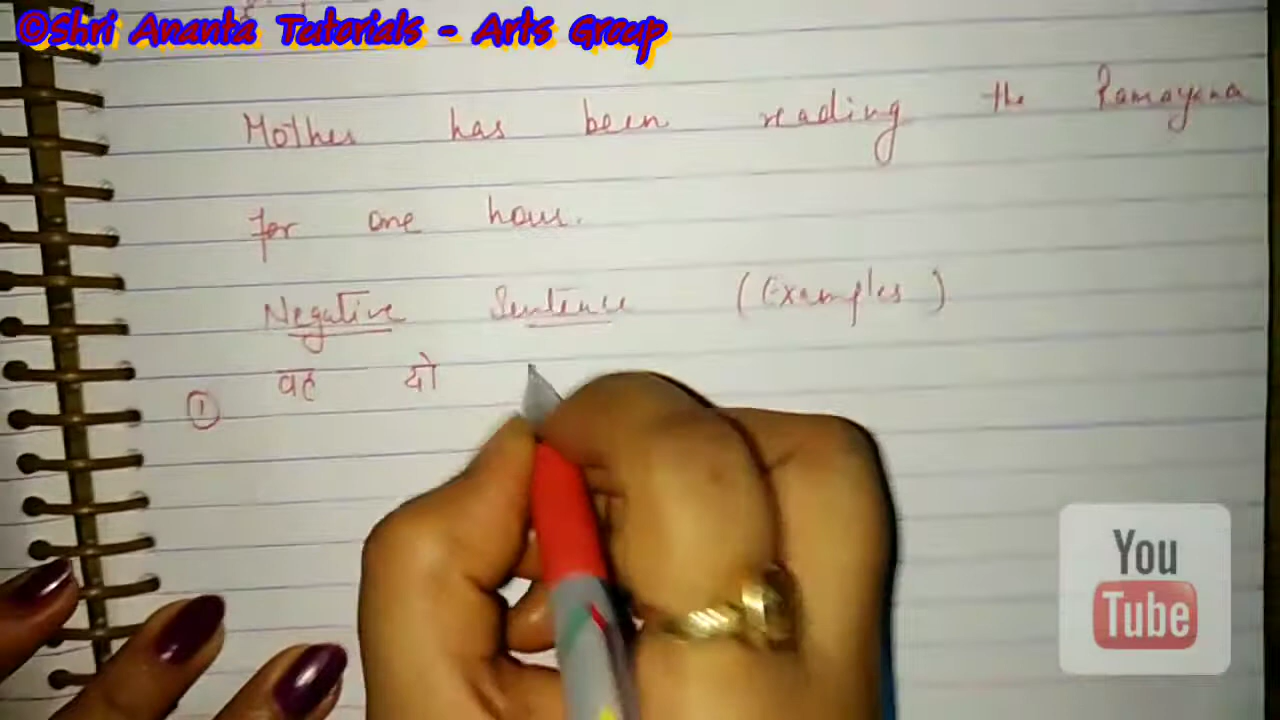 ©Shri Ananta Tutorials - Arts Group
Mother has been reading the Ramayana
for one hour.
Negative Sentence (Examples)
① वह दो
You
Tube